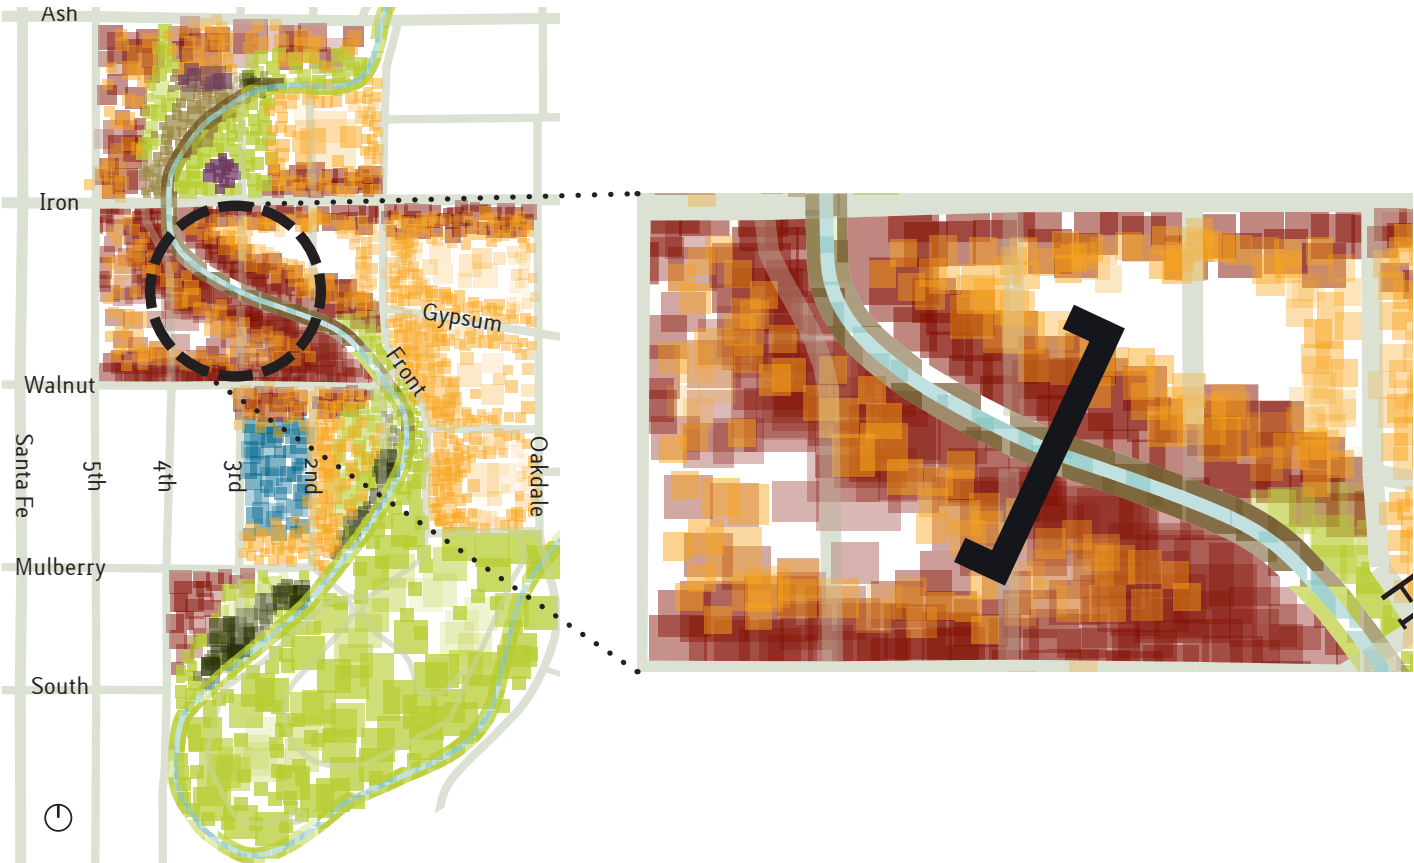 Ash
Iron
Gypsum
Front
Walnut
Santa Fe
5th
4th
3rd
2nd
Oakdale
Mulberry
South